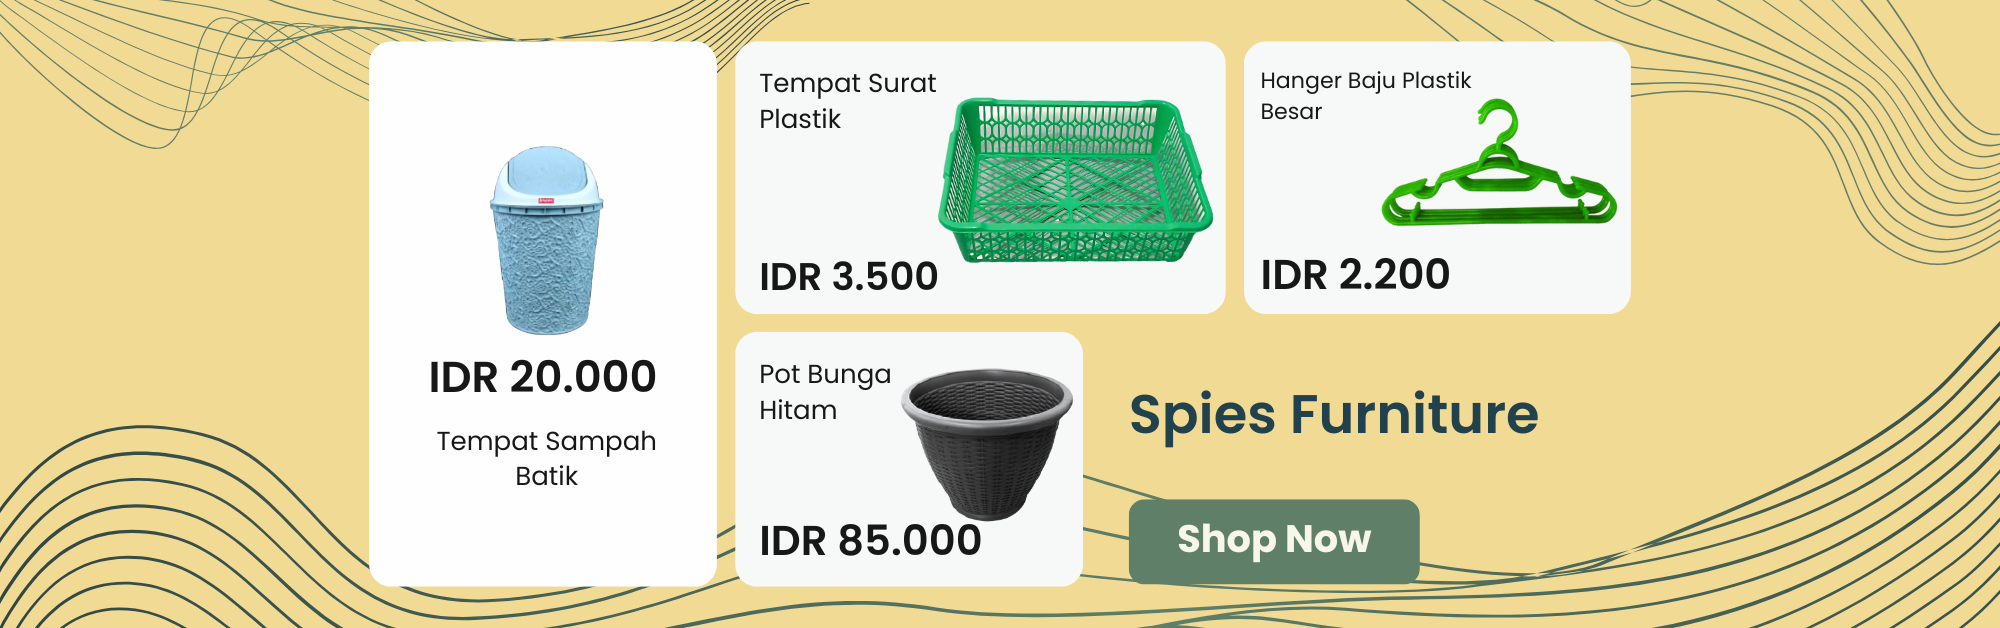 IDR 20.000
Tempat Sampah
Batik
Tempat Surat
Plastik
IDR 3.500
Hanger Baju Plastik
Besar
IDR 2.200
Pot Bunga
Hitam
IDR 85.000
Spies Furniture
Shop Now